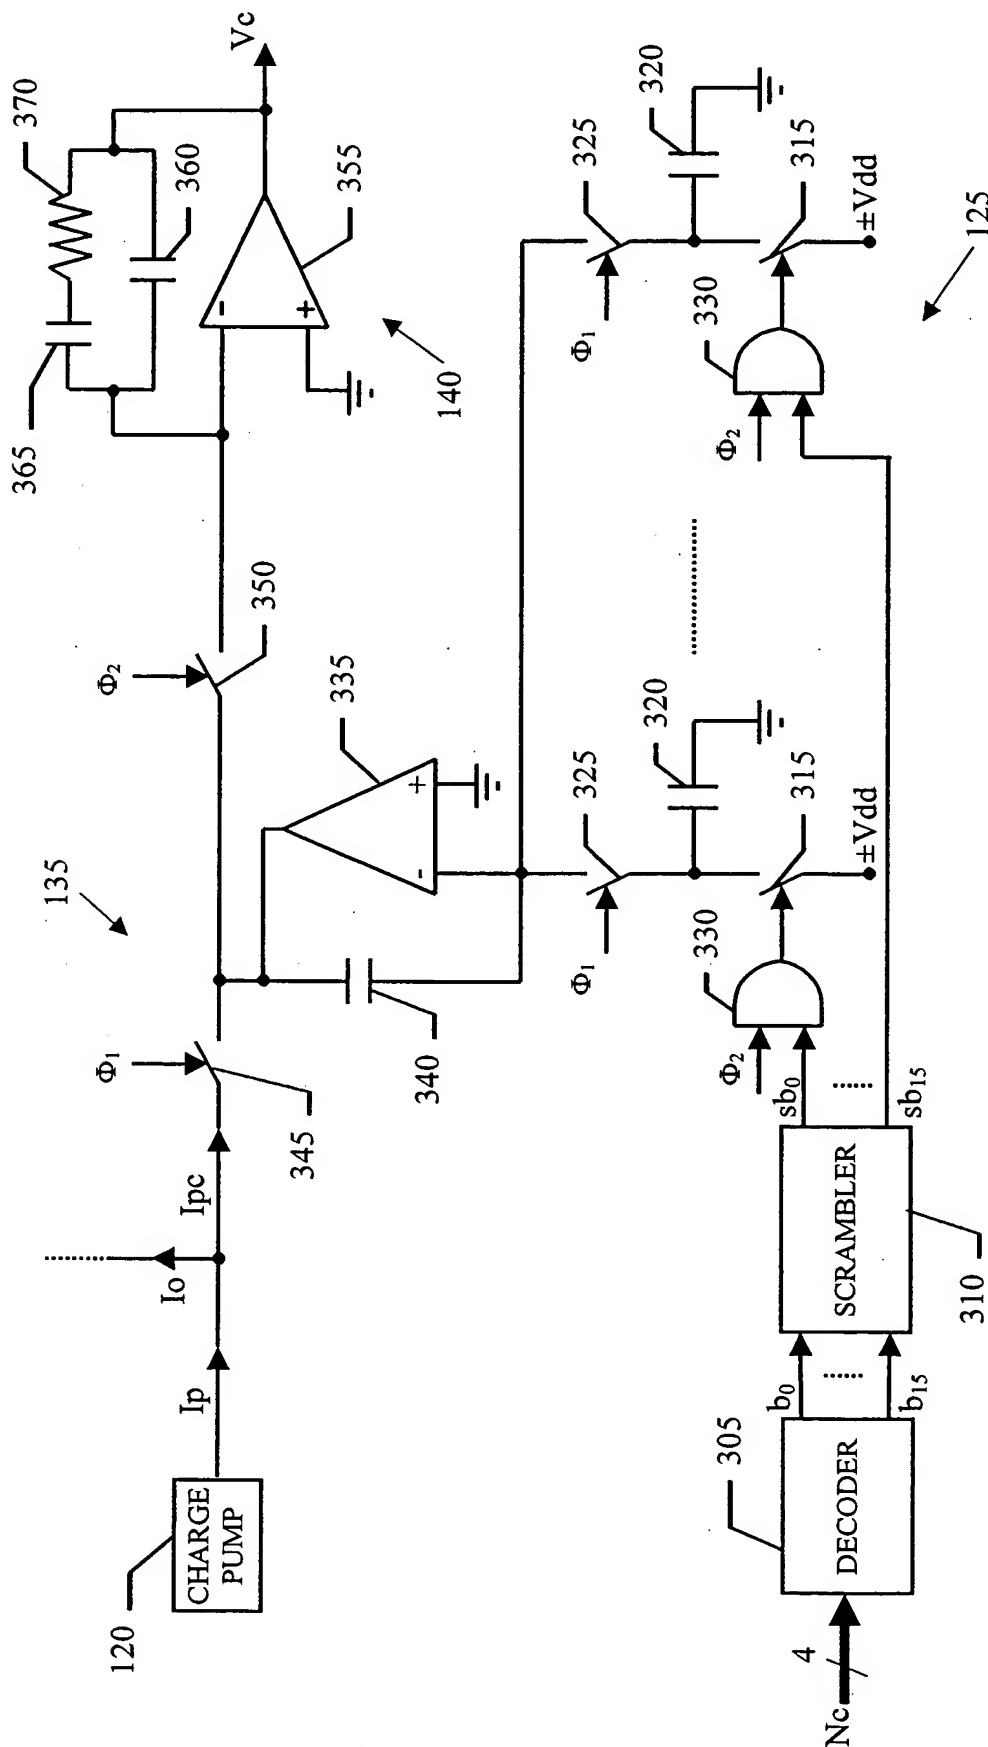 120
CHARGE
PUMP
Ip
Io
Ipc
345
Φ1
135
340
335
-
+
Φ2
350
365
370
360
-
+
355
Vc
140
Nc
4
305
DECODER
b0
......
b15
310
SCRAMBLER
sb0
......
sb15
Φ2
330
Φ1
325
320
315
±Vdd
Φ2
330
Φ1
325
320
315
±Vdd
125